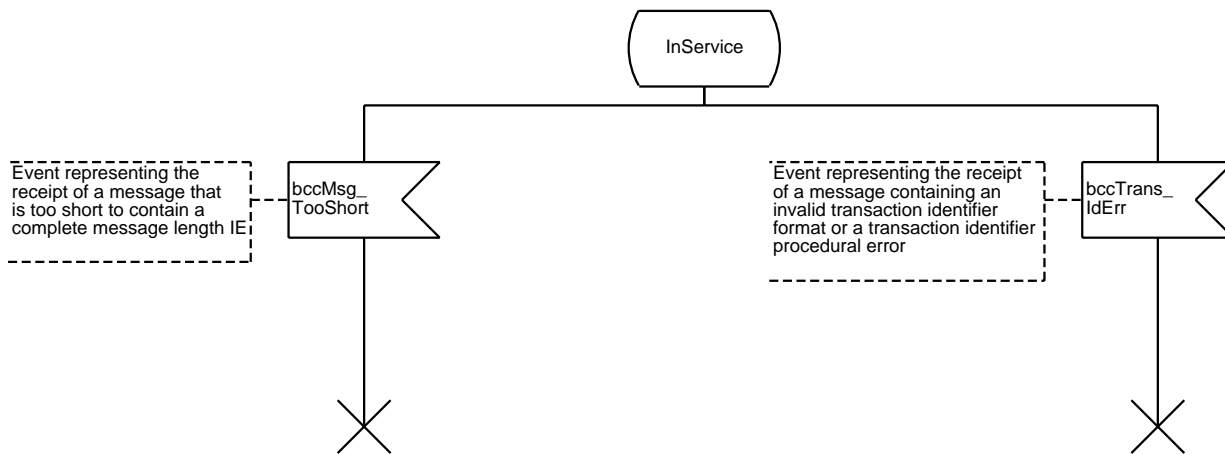 InService
Event representing the
receipt of a message that
is too short to contain a
complete message length IE
bccMsg_
TooShort
Event representing the receipt
of a message containing an
invalid transaction identifier
format or a transaction identifier
procedural error
bccTrans_
IdErr